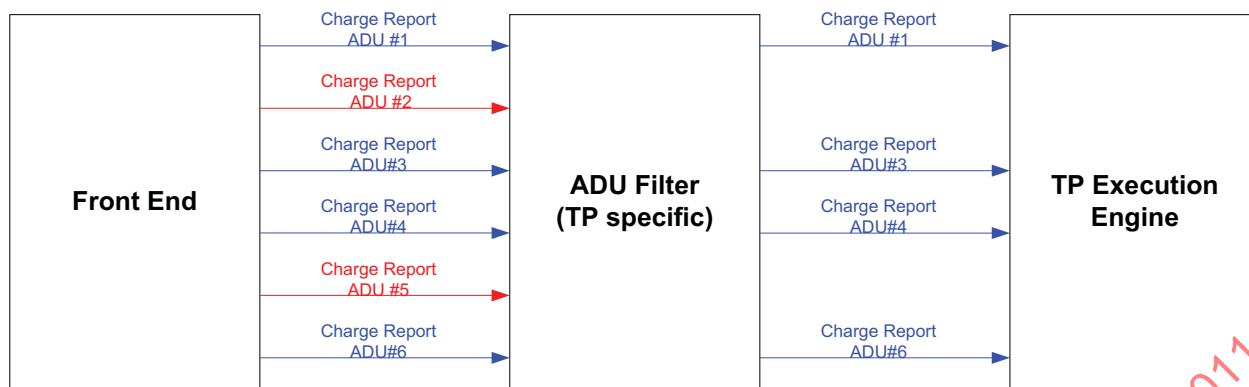 Front End
Charge Report
ADU #1
Charge Report
ADU #2
Charge Report
ADU#3
Charge Report
ADU#4
Charge Report
ADU #5
Charge Report
ADU#6
ADU Filter
(TP specific)
Charge Report
ADU #1
Charge Report
ADU#3
Charge Report
ADU#4
Charge Report
ADU#6
TP Execution
Engine